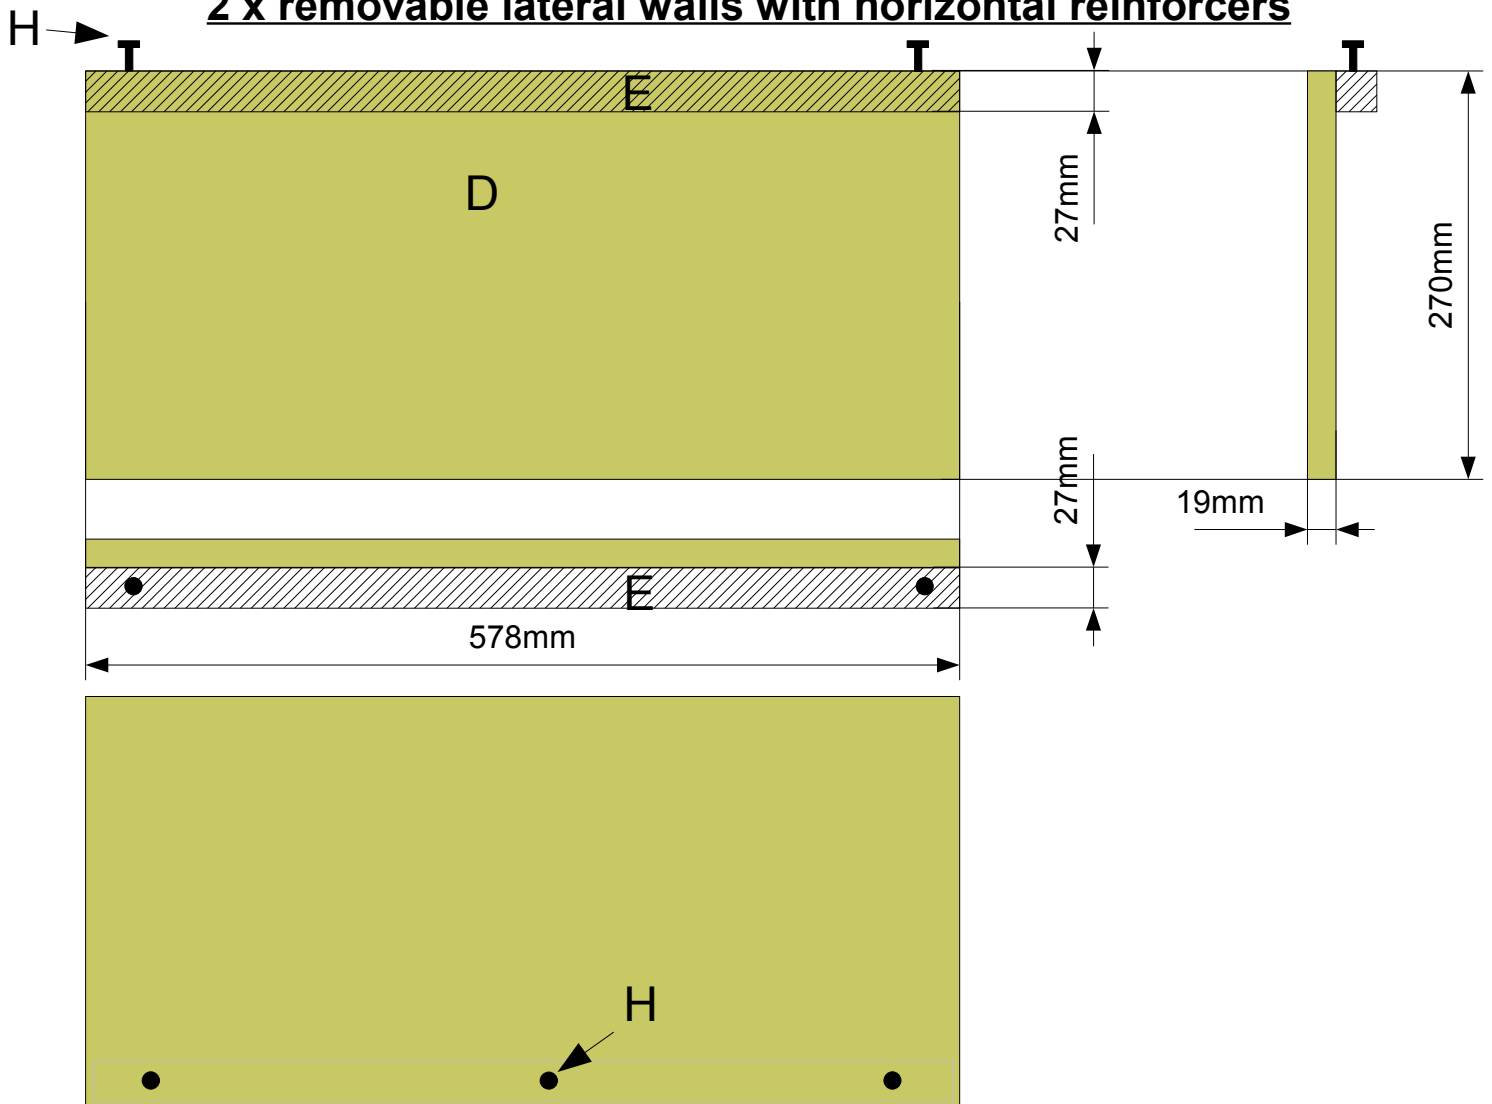 2 x removable lateral walls with horizontal reinforcers
H
E
D
27mm
270mm
27mm
19mm
E
578mm
H